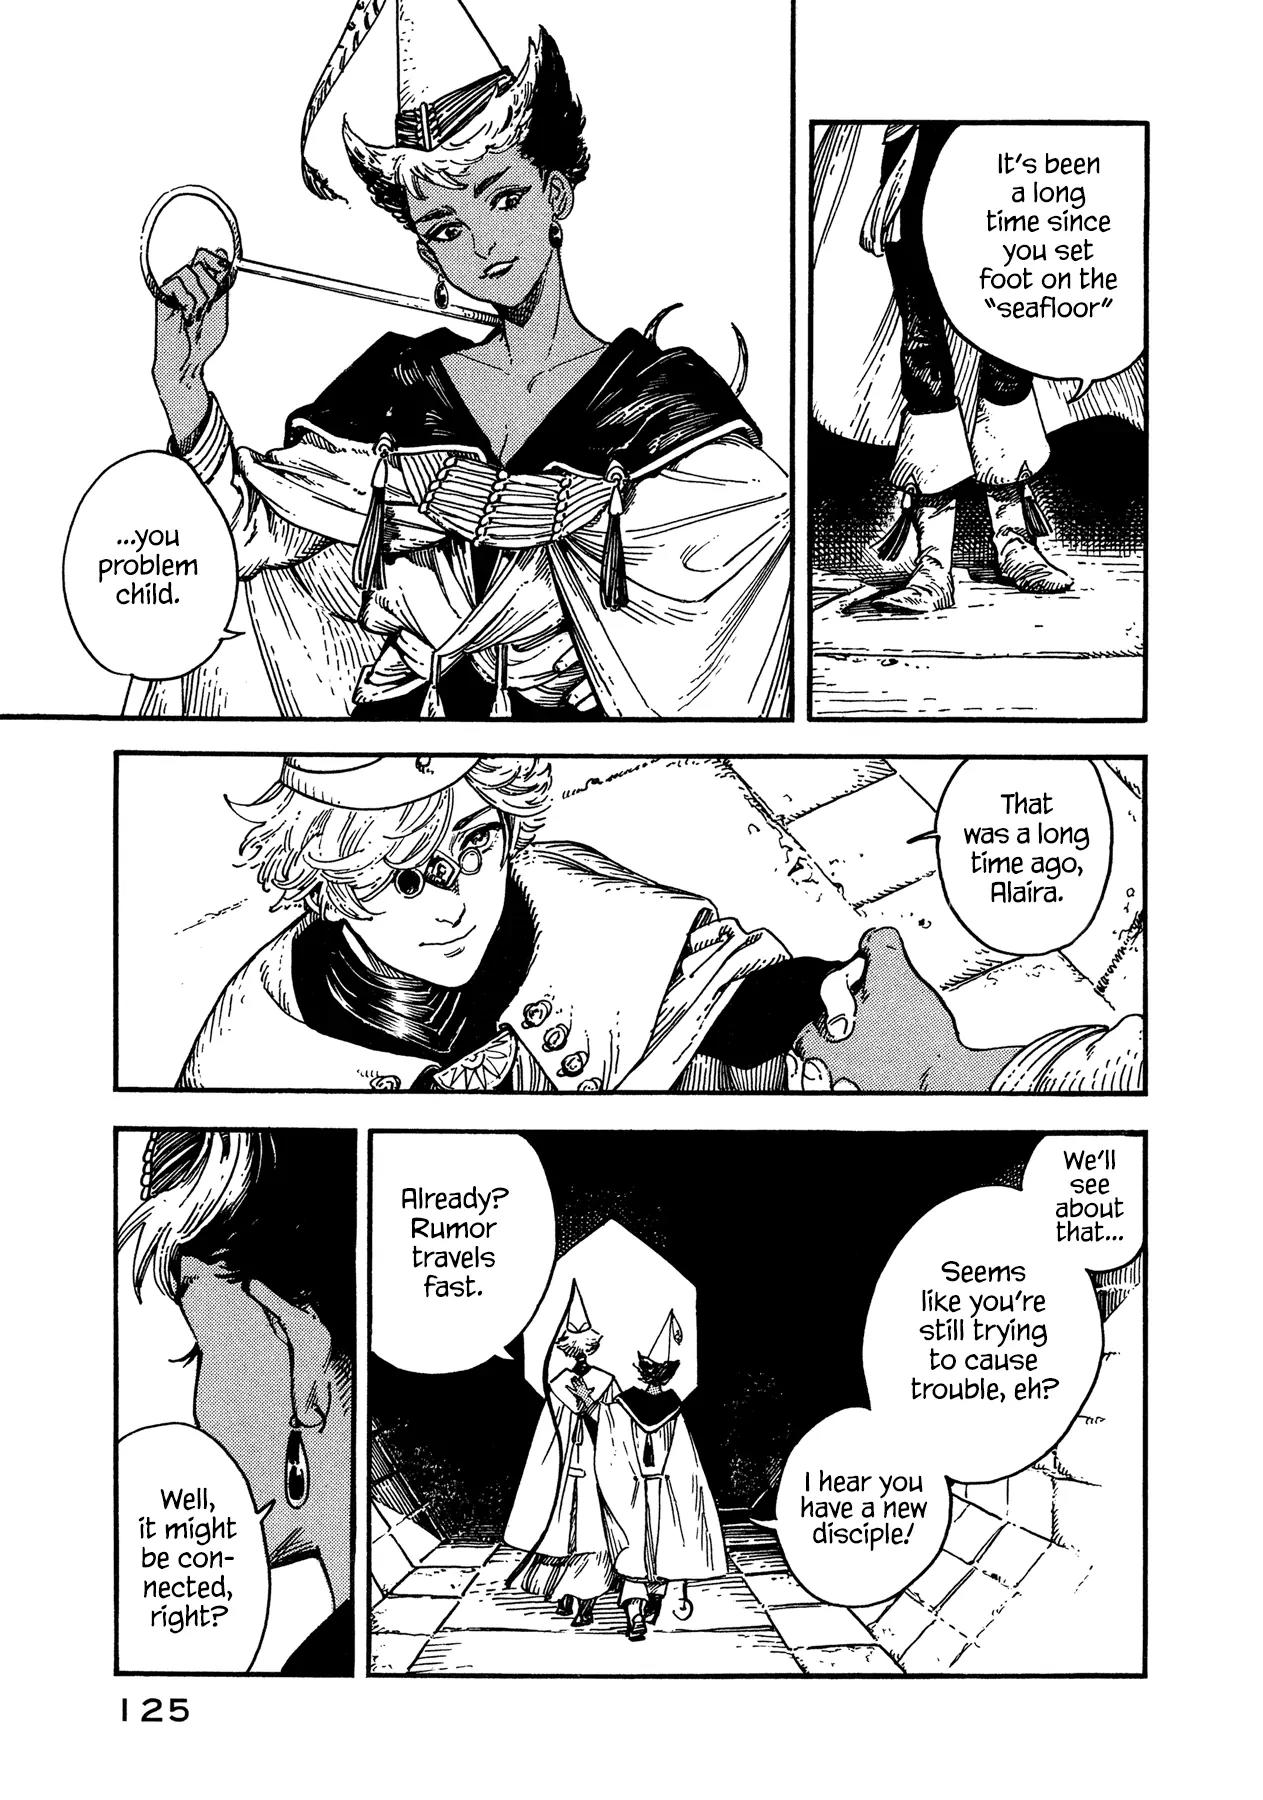 It's been
a long
time since
you set
foot on the
"seafloor"
...you
problem
child.
That
was a long
time ago,
Alaira.
We'll
see
about
that...
Seems
like you're
still trying
to cause
trouble, eh?
I hear you
have a new
disciple!
Already?
Rumor
travels
fast.
Well,
it might
be con-
nected,
right?
125